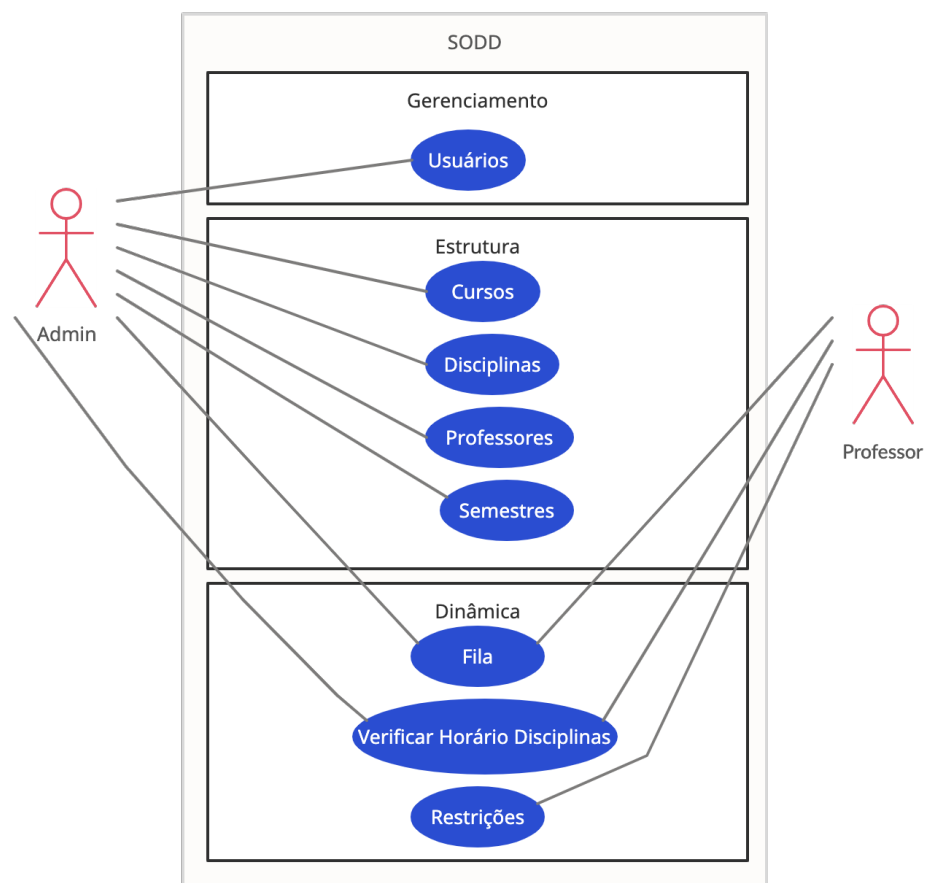 SODD
Gerenciamento
Usuários
Estrutura
Cursos
Admin
Disciplinas
Professores
Professor
Semestres
Dinâmica
Fila
Verificar Horário Disciplinas
Restrições